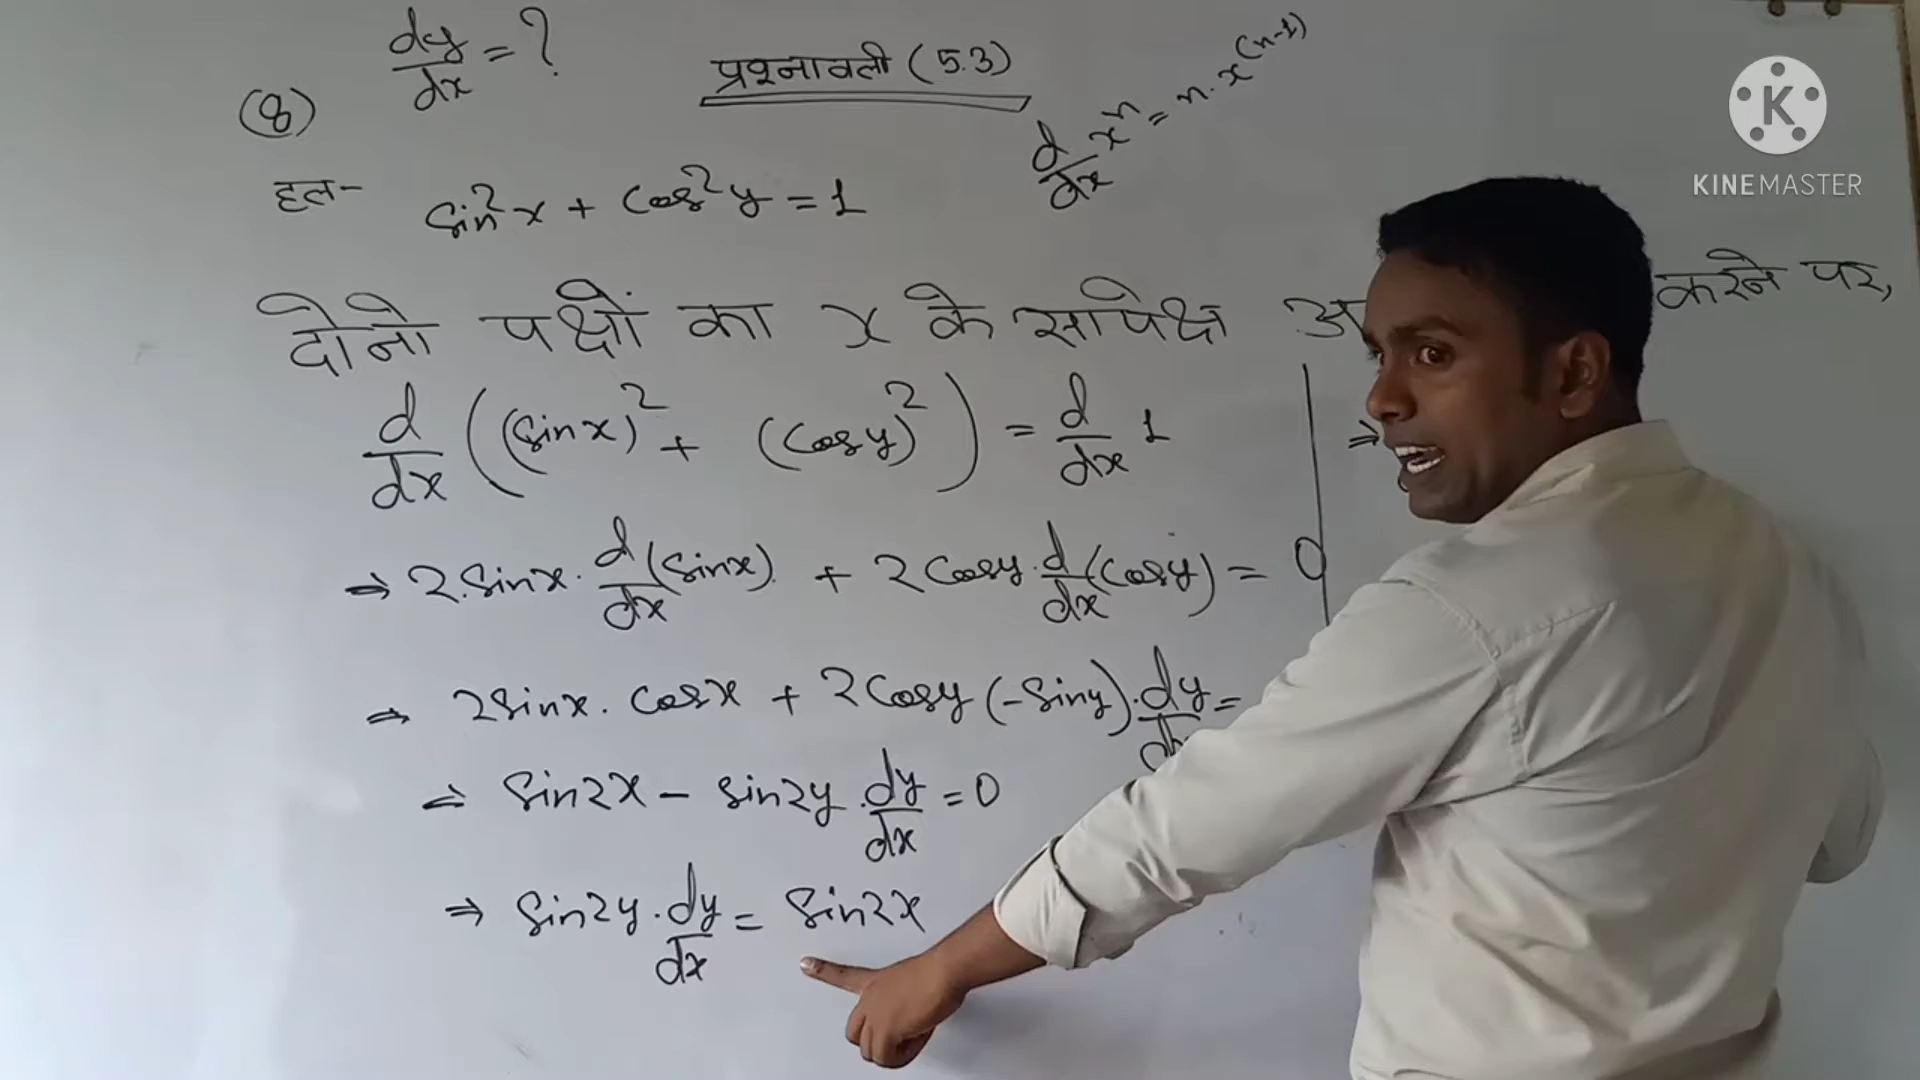 dy/dx = ?
प्रश्नावली (5.3)
(8)
d/dx xⁿ = n·x⁽ⁿ⁻¹⁾
हल- sin²x + cos²y = 1
दोनो पक्षों का x के सापेक्ष करने पर,
d/dx ((sinx)² + (cosy)²) = d/dx 1
⇒ 2.sinx. d/dx (sinx) + 2cosy. d/dx (cosy) = 0
⇒ 2sinx. cosx + 2cosy (-siny). dy/dx =
⇒ sin2x - sin2y. dy/dx = 0
⇒ sin2y. dy/dx = sin2x
⇒
K
KINEMASTER